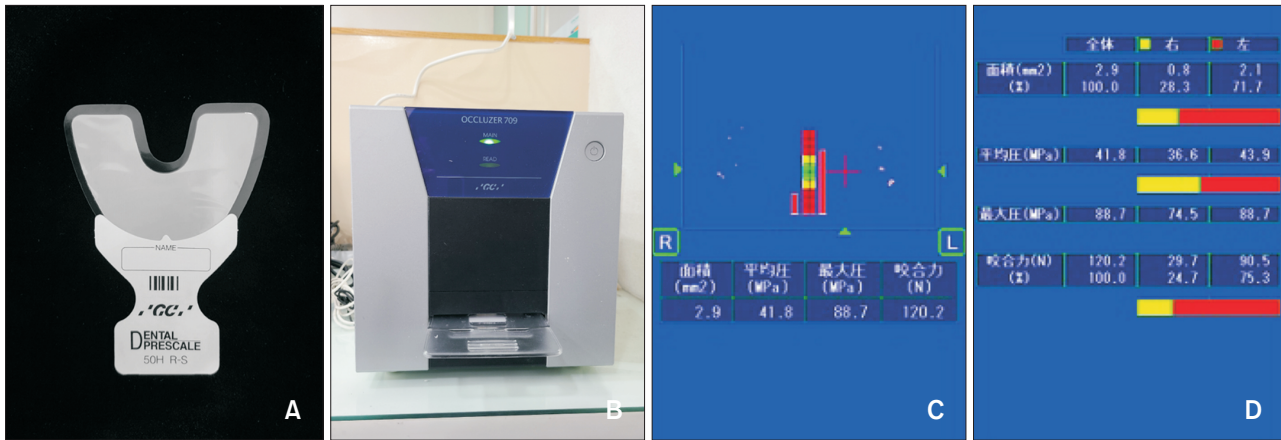 NAME
GC
DENTAL
PRESCALE
50H R-S
A
OCCLUZER 709
MAIN
READ
GC
B
R
L
面積
(mm2)
平均圧
(MPa)
最大圧
(MPa)
咬合力
(N)
2.9
41.8
88.7
120.2
C
全体 右 左
面積(mm2) 2.9 0.8 2.1
(%) 100.0 28.3 71.7
平均圧(MPa) 41.8 36.6 43.9
最大圧(MPa) 88.7 74.5 88.7
咬合力(N) 120.2 29.7 90.5
(%) 100.0 24.7 75.3
D